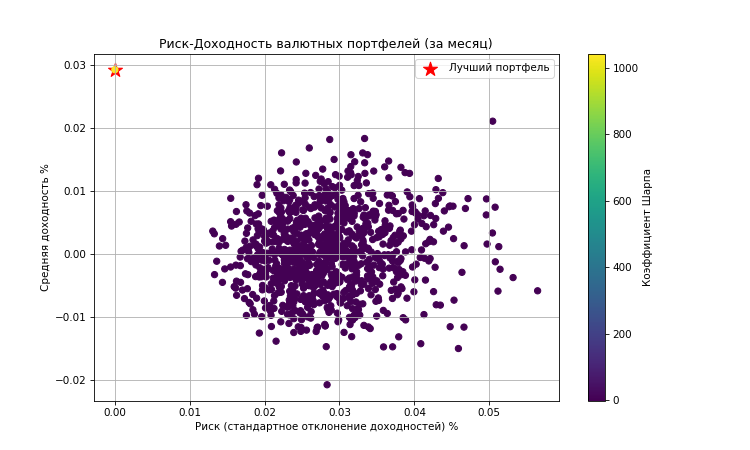 Риск-Доходность валютных портфелей (за месяц)
Лучший портфель
Средняя доходность %
0.03
0.02
0.01
0.00
−0.01
−0.02
0.00 0.01 0.02 0.03 0.04 0.05
Риск (стандартное отклонение доходностей) %
1000
800
600
400
200
0
Коэффициент Шарпа